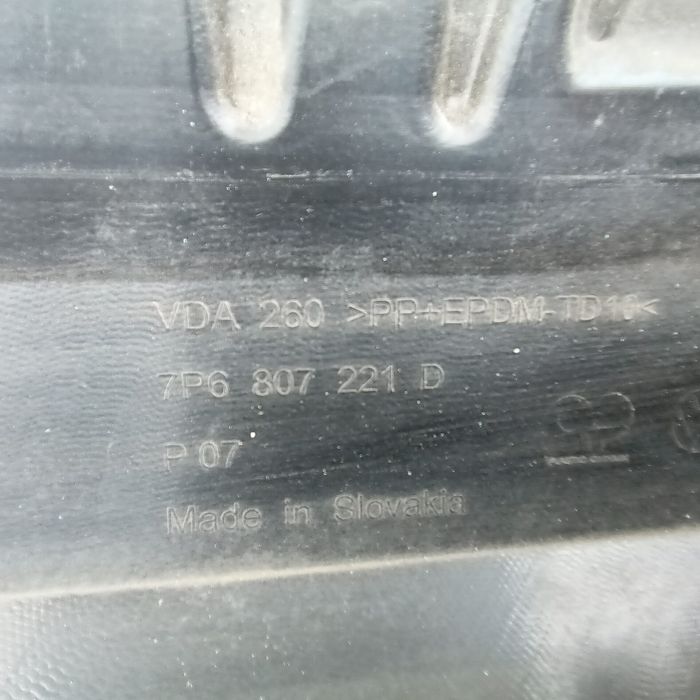 VDA 260 >PP+EPDM-TD10<
7P6 807 221 D
P 07
Made in Slovakia